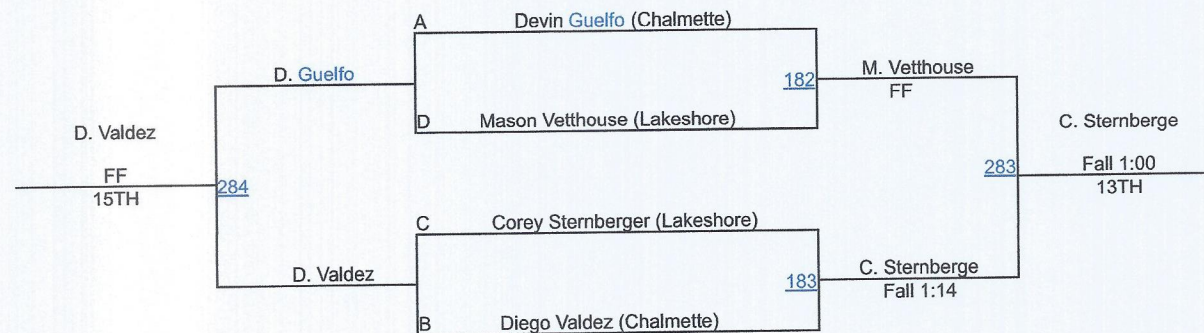 A Devin Guelfo (Chalmette)
D. Guelfo
182
M. Vetthouse
FF
D Mason Vetthouse (Lakeshore)
D. Valdez
FF
15TH
284
283
C. Sternberge
Fall 1:00
13TH
C Corey Sternberger (Lakeshore)
D. Valdez
183
C. Sternberge
Fall 1:14
B Diego Valdez (Chalmette)